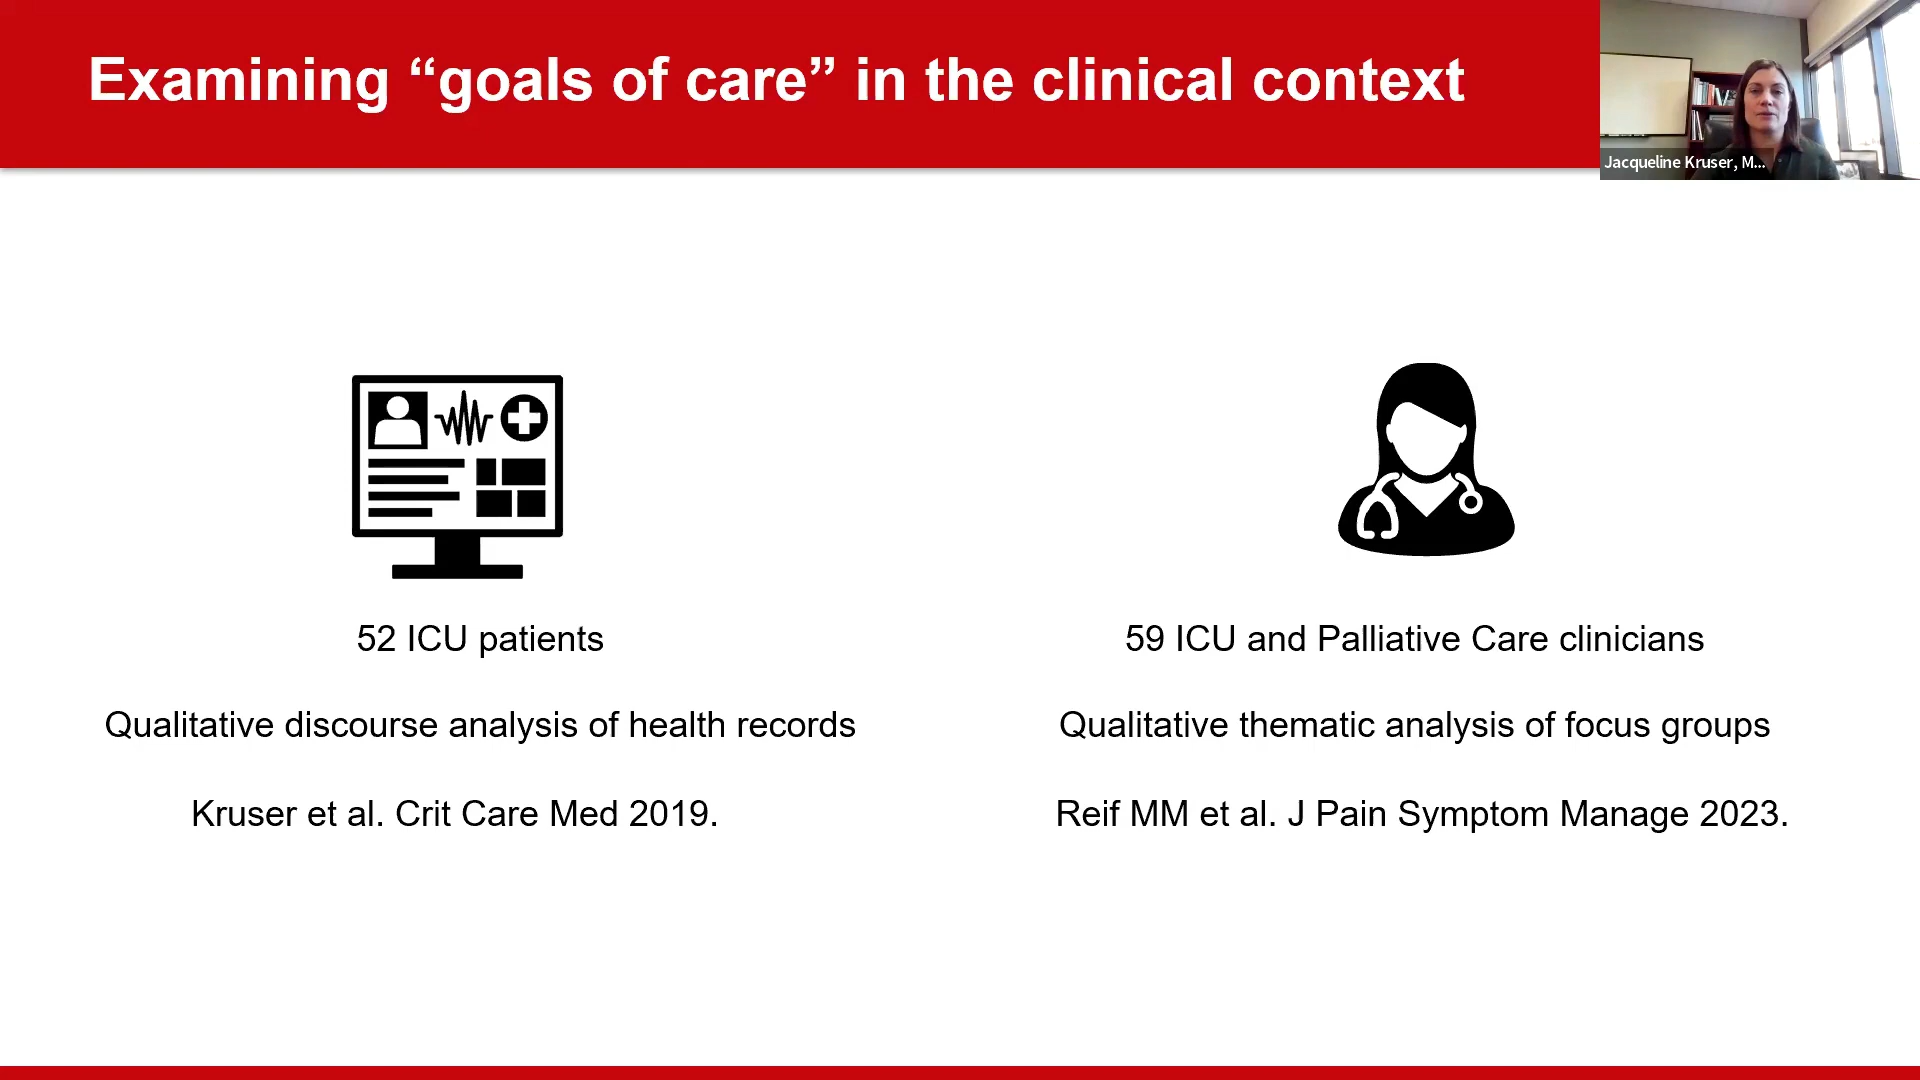 Examining “goals of care” in the clinical context
Jacqueline Kruser, M...
52 ICU patients
Qualitative discourse analysis of health records
Kruser et al. Crit Care Med 2019.
59 ICU and Palliative Care clinicians
Qualitative thematic analysis of focus groups
Reif MM et al. J Pain Symptom Manage 2023.